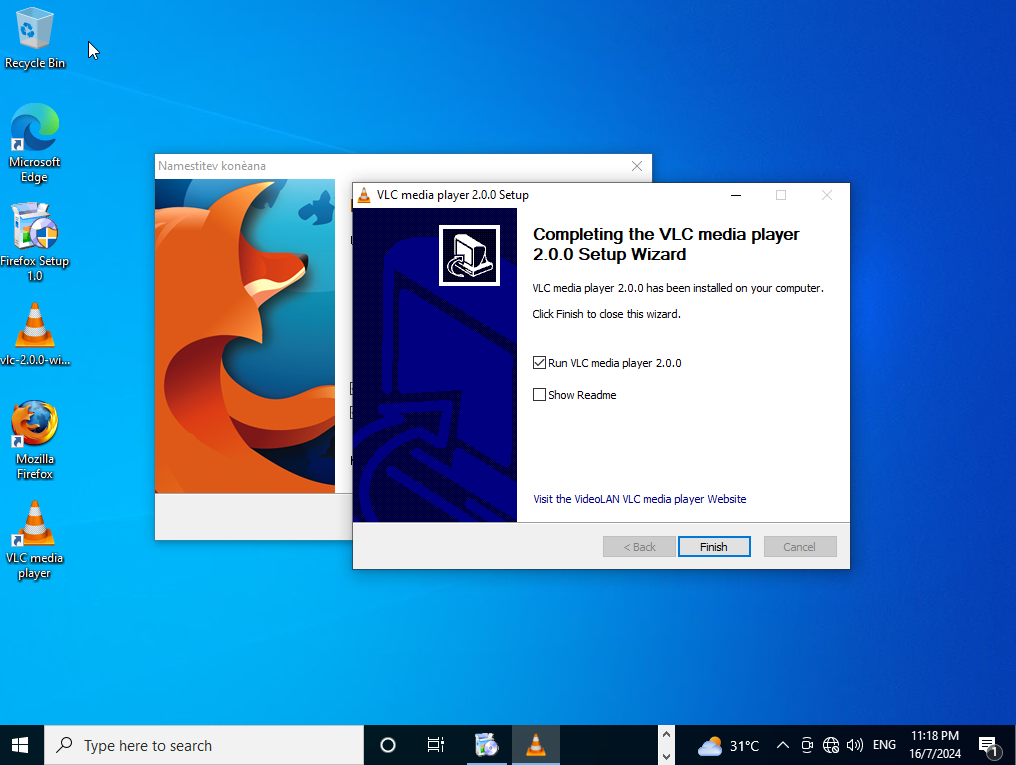 Recycle Bin
Microsoft
Edge
Firefox Setup
1.0
vlc-2.0.0-wi...
Mozilla
Firefox
VLC media
player
Namestitev konèana
VLC media player 2.0.0 Setup
Completing the VLC media player
2.0.0 Setup Wizard
VLC media player 2.0.0 has been installed on your computer.
Click Finish to close this wizard.
Run VLC media player 2.0.0
Show Readme
Visit the VideoLAN VLC media player Website
< Back
Finish
Cancel
Type here to search
31°C
ENG
11:18 PM
16/7/2024
1